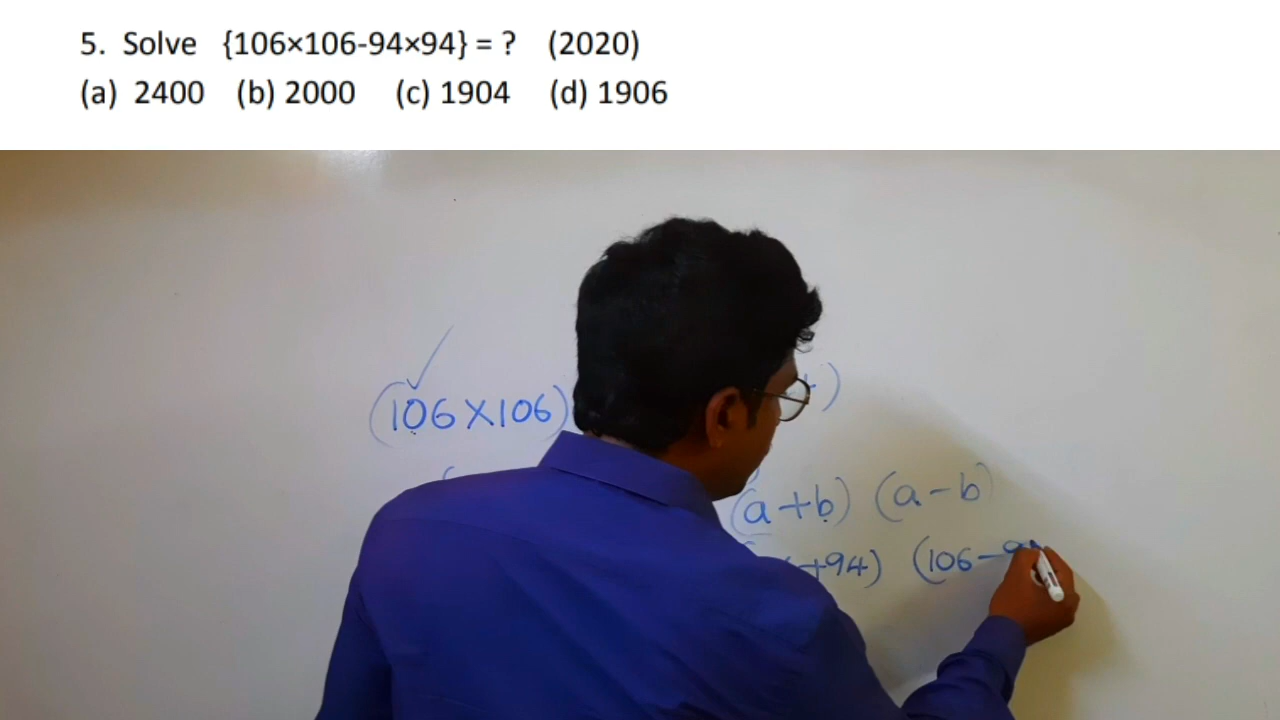 5. Solve {106×106-94×94} = ? (2020)
(a) 2400 (b) 2000 (c) 1904 (d) 1906
(106×106) )
( (a+b) (a-b)
+94) (106-